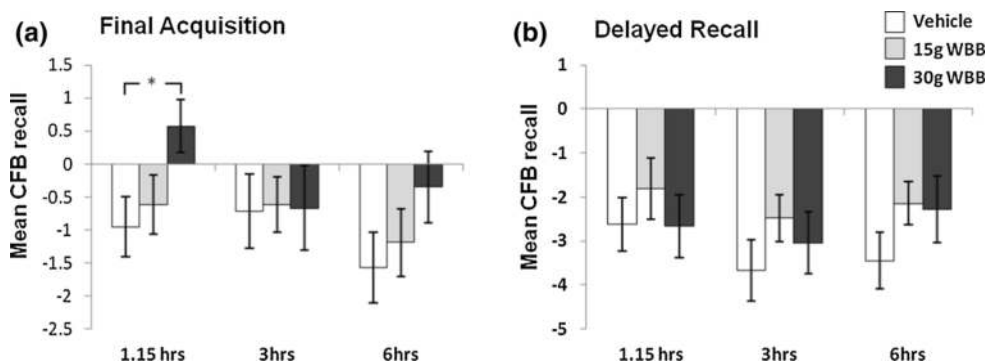 (a) Final Acquisition
Mean CFB recall
1.5
1
0.5
0
-0.5
-1
-1.5
-2
-2.5
*
1.15 hrs 3hrs 6hrs
(b) Delayed Recall
Vehicle
15g WBB
30g WBB
Mean CFB recall
1
0
-1
-2
-3
-4
-5
1.15 hrs 3hrs 6hrs